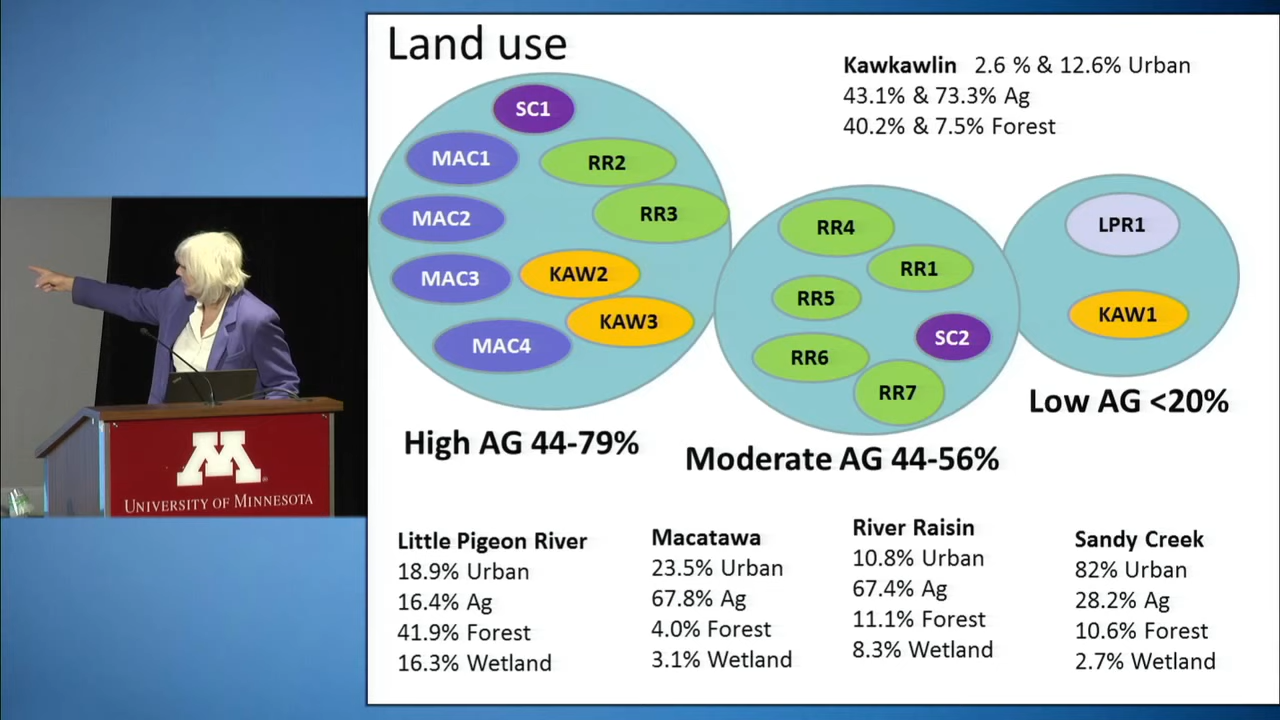 Land use
Kawkawlin 2.6 % & 12.6% Urban
43.1% & 73.3% Ag
40.2% & 7.5% Forest
SC1
MAC1
RR2
MAC2
RR3
MAC3
KAW2
KAW3
MAC4
High AG 44-79%
RR4
RR1
RR5
SC2
RR6
RR7
Moderate AG 44-56%
LPR1
KAW1
Low AG <20%
Little Pigeon River
18.9% Urban
16.4% Ag
41.9% Forest
16.3% Wetland
Macatawa
23.5% Urban
67.8% Ag
4.0% Forest
3.1% Wetland
River Raisin
10.8% Urban
67.4% Ag
11.1% Forest
8.3% Wetland
Sandy Creek
82% Urban
28.2% Ag
10.6% Forest
2.7% Wetland
M
UNIVERSITY OF MINNESOTA